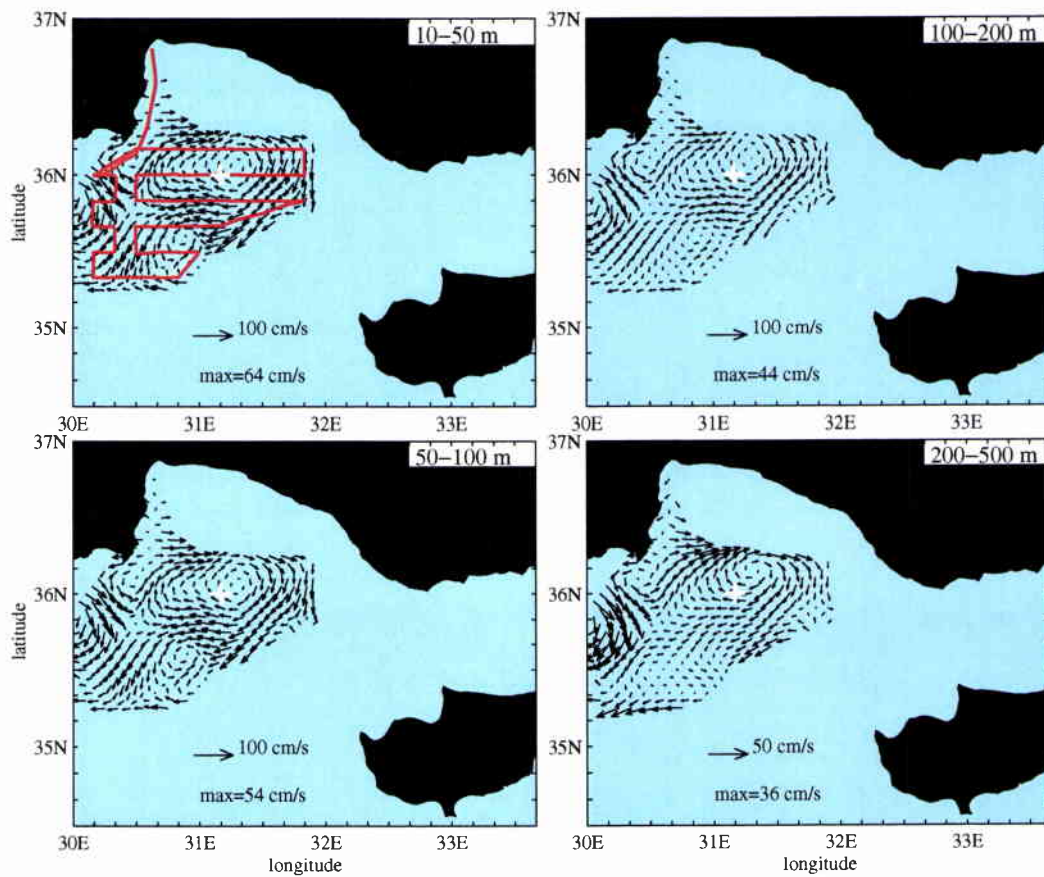 37N
10–50 m
36N
latitude
35N
100 cm/s
max=64 cm/s
30E
31E
32E
33E
37N
100–200 m
36N
35N
100 cm/s
max=44 cm/s
30E
31E
32E
33E
37N
50–100 m
36N
latitude
35N
100 cm/s
max=54 cm/s
30E
31E
32E
33E
longitude
37N
200–500 m
36N
35N
50 cm/s
max=36 cm/s
30E
31E
32E
33E
longitude